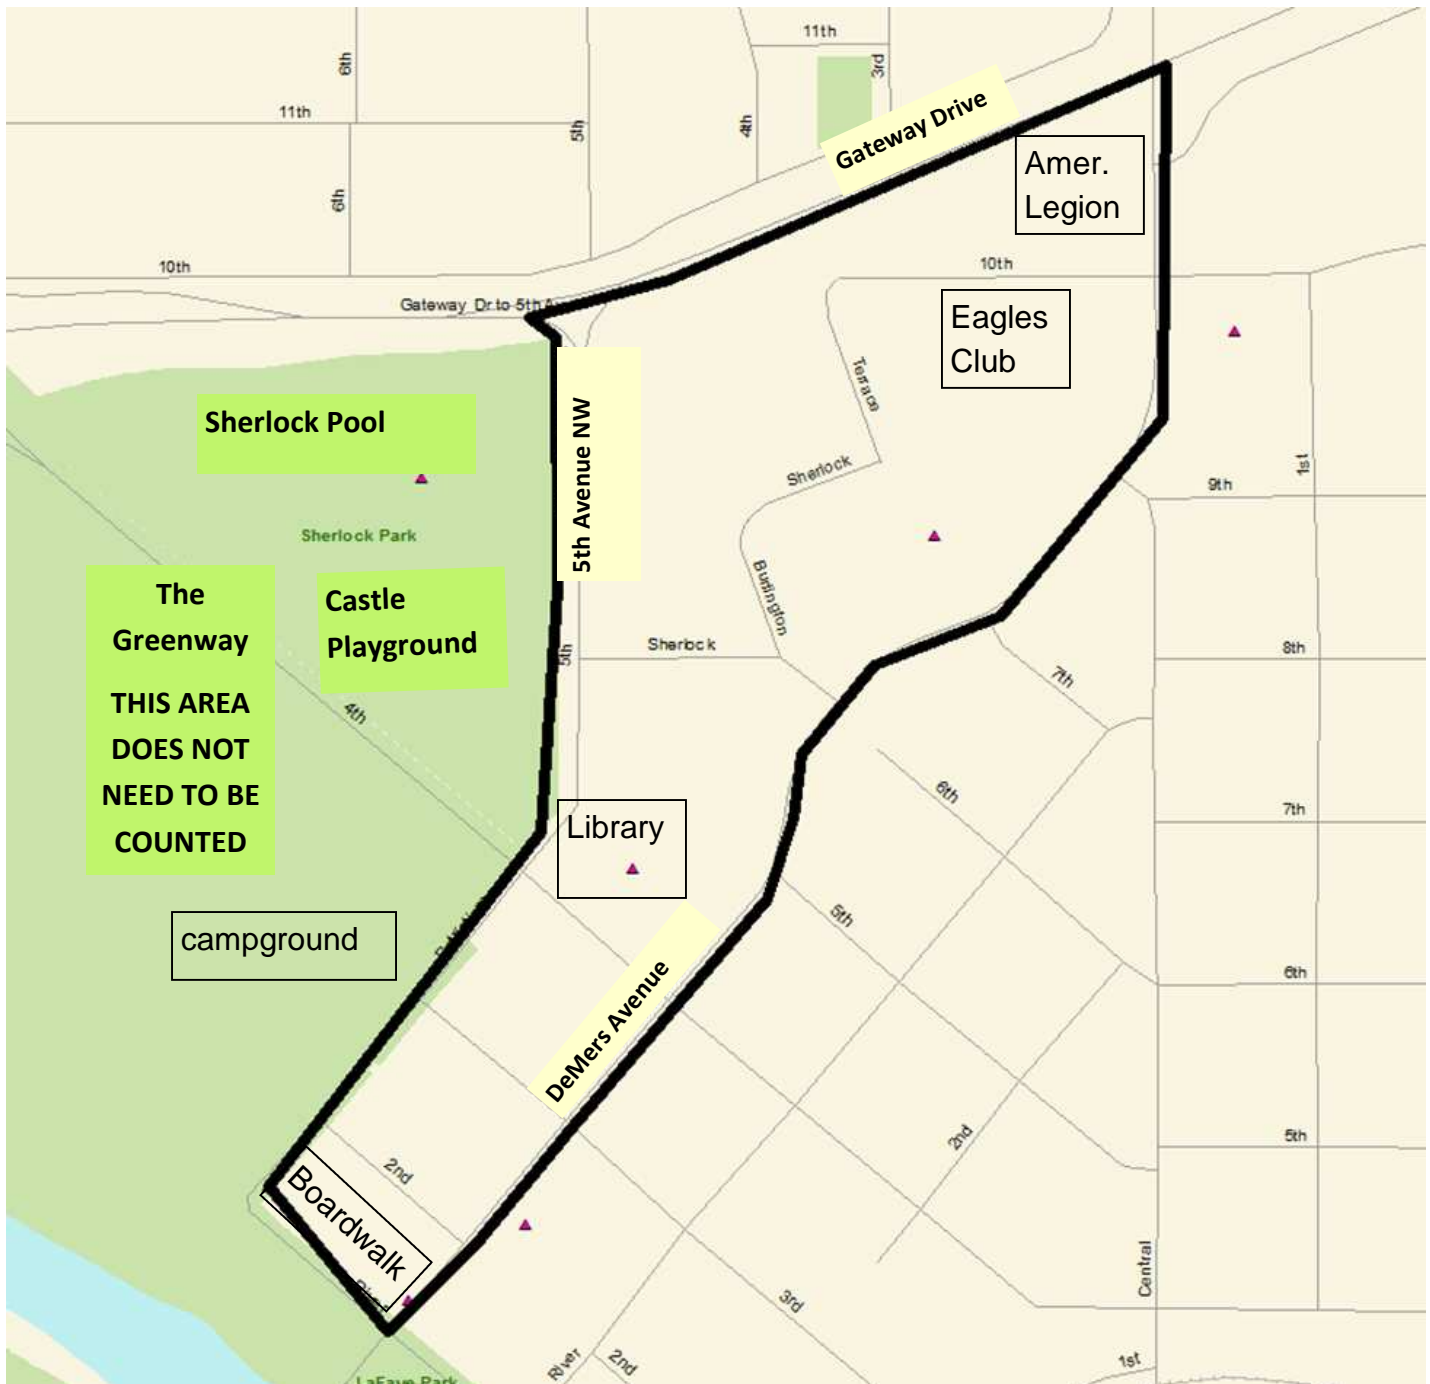 11th
6th
3rd
11th
5th
4th
Gateway Drive
Amer.
Legion
6th
10th
10th
Gateway Dr to 5th A
Eagles
Club
Terrace
Sherlock Pool
5th Avenue NW
Sherlock
1st
9th
Sherlock Park
The
Greenway
THIS AREA
DOES NOT
NEED TO BE
COUNTED
Castle
Playground
Burlington
5th
Sherlock
8th
7th
4th
6th
7th
Library
5th
campground
6th
DeMers Avenue
2nd
5th
2nd
Boardwalk
Central
3rd
River
2nd
1st
LaFave Park